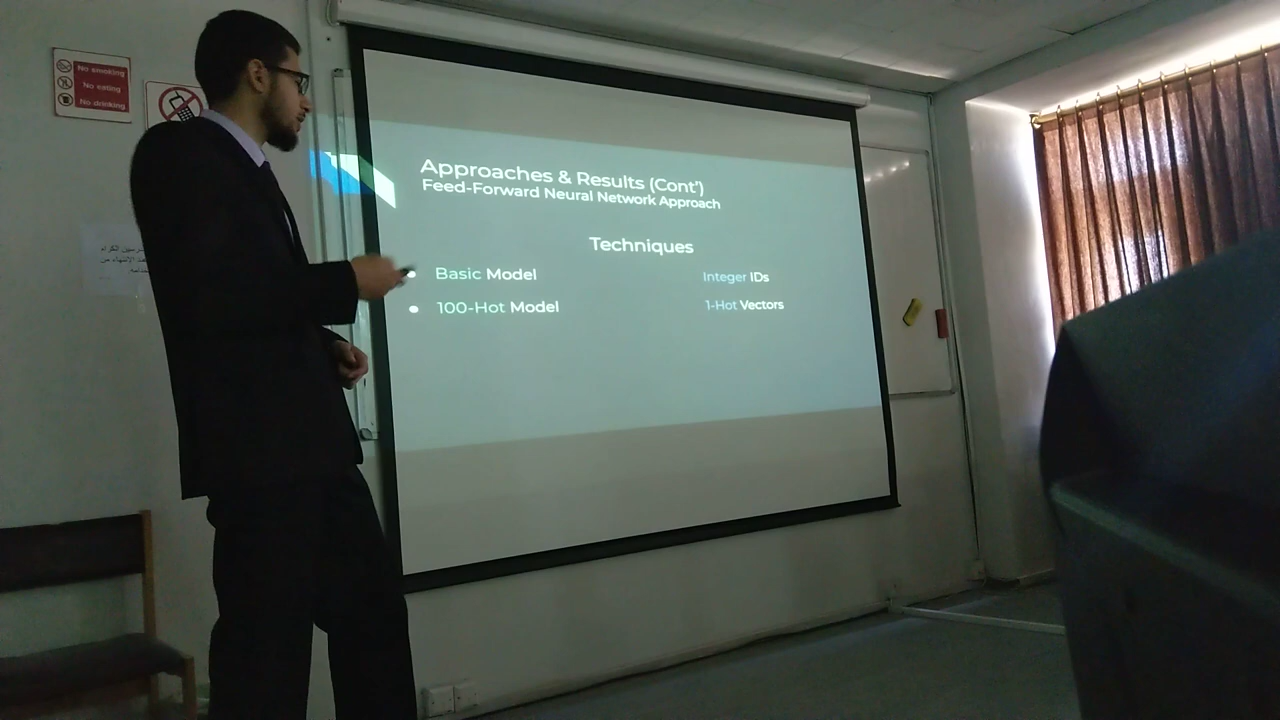 No smoking
No eating
No drinking
Approaches & Results (Cont')
Feed-Forward Neural Network Approach
Techniques
Basic Model
Integer IDs
100-Hot Model
1-Hot Vectors